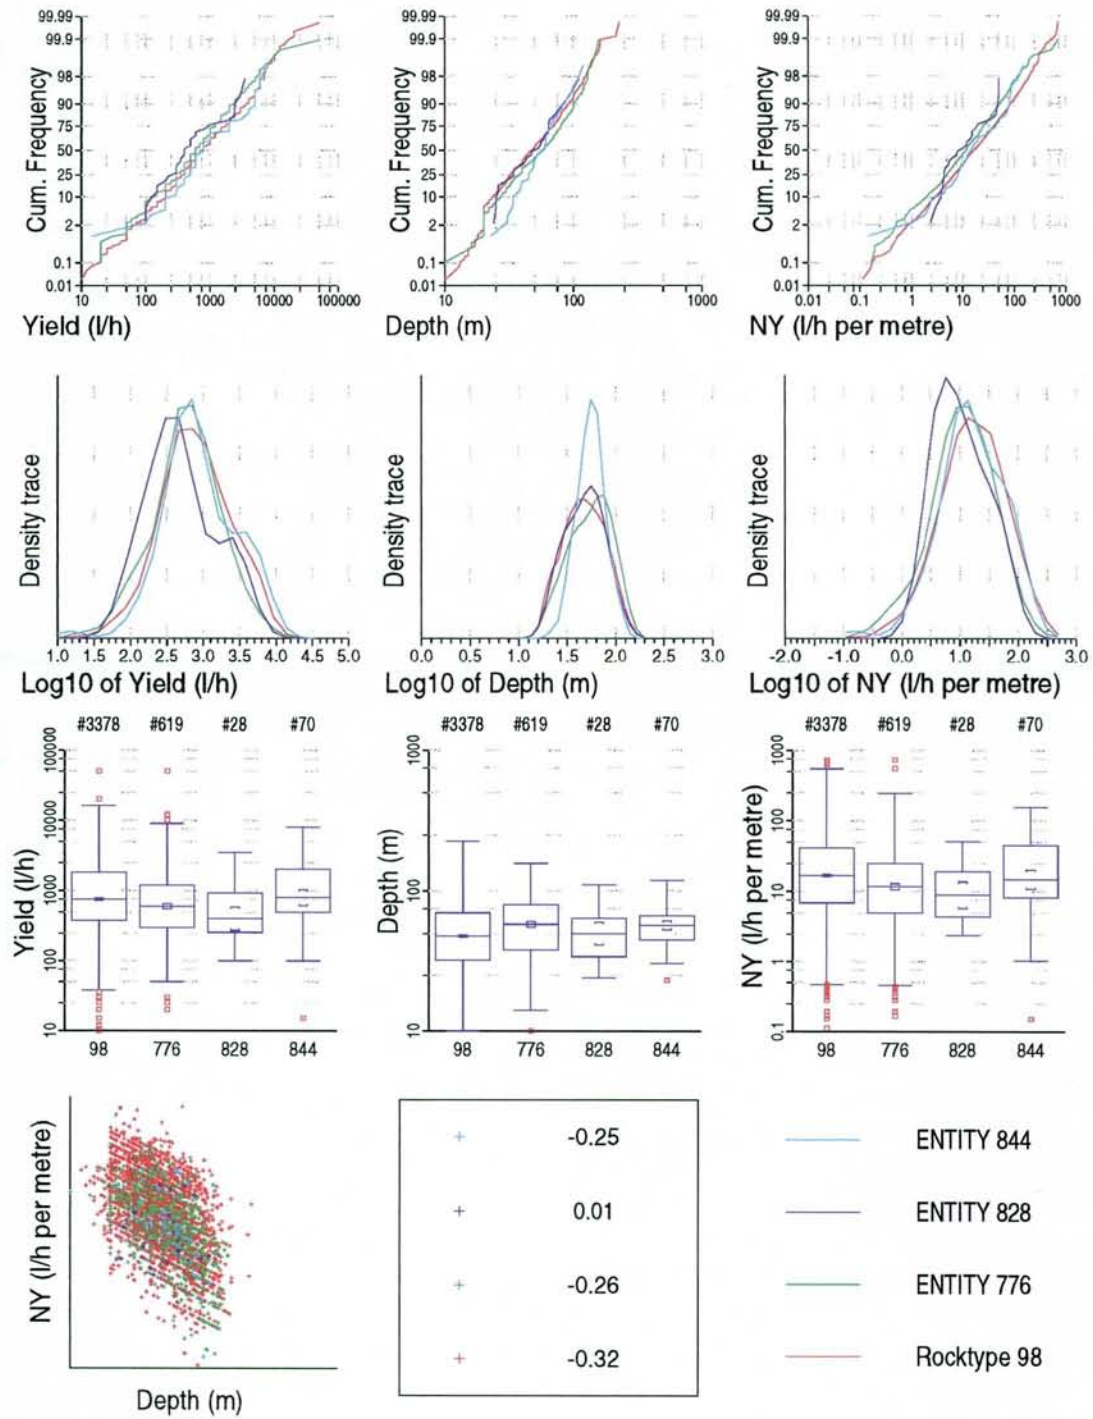 99.99 99.99 99.99
99.9 99.9 99.9
98 98 98
90 90 90
75 75 75
50 50 50
25 25 25
10 10 10
2 2 2
0.1 0.1 0.1
0.01 0.01 0.01
Cum. Frequency Cum. Frequency Cum. Frequency
10 100 1000 10000 100000 10 100 1000 0.01 0.1 1 10 100 1000
Yield (l/h) Depth (m) NY (l/h per metre)
Density trace Density trace Density trace
1.0 1.5 2.0 2.5 3.0 3.5 4.0 4.5 5.0 0.0 0.5 1.0 1.5 2.0 2.5 3.0 -2.0 -1.0 0.0 1.0 2.0 3.0
Log10 of Yield (l/h) Log10 of Depth (m) Log10 of NY (l/h per metre)
#3378 #619 #28 #70 #3378 #619 #28 #70 #3378 #619 #28 #70
100000 1000 1000
10000 100
1000 100 10
100 1
10 10 0.1
Yield (l/h) Depth (m) NY (l/h per metre)
98 776 828 844 98 776 828 844 98 776 828 844
NY (l/h per metre)
Depth (m)
-0.25 ENTITY 844
0.01 ENTITY 828
-0.26 ENTITY 776
-0.32 Rocktype 98